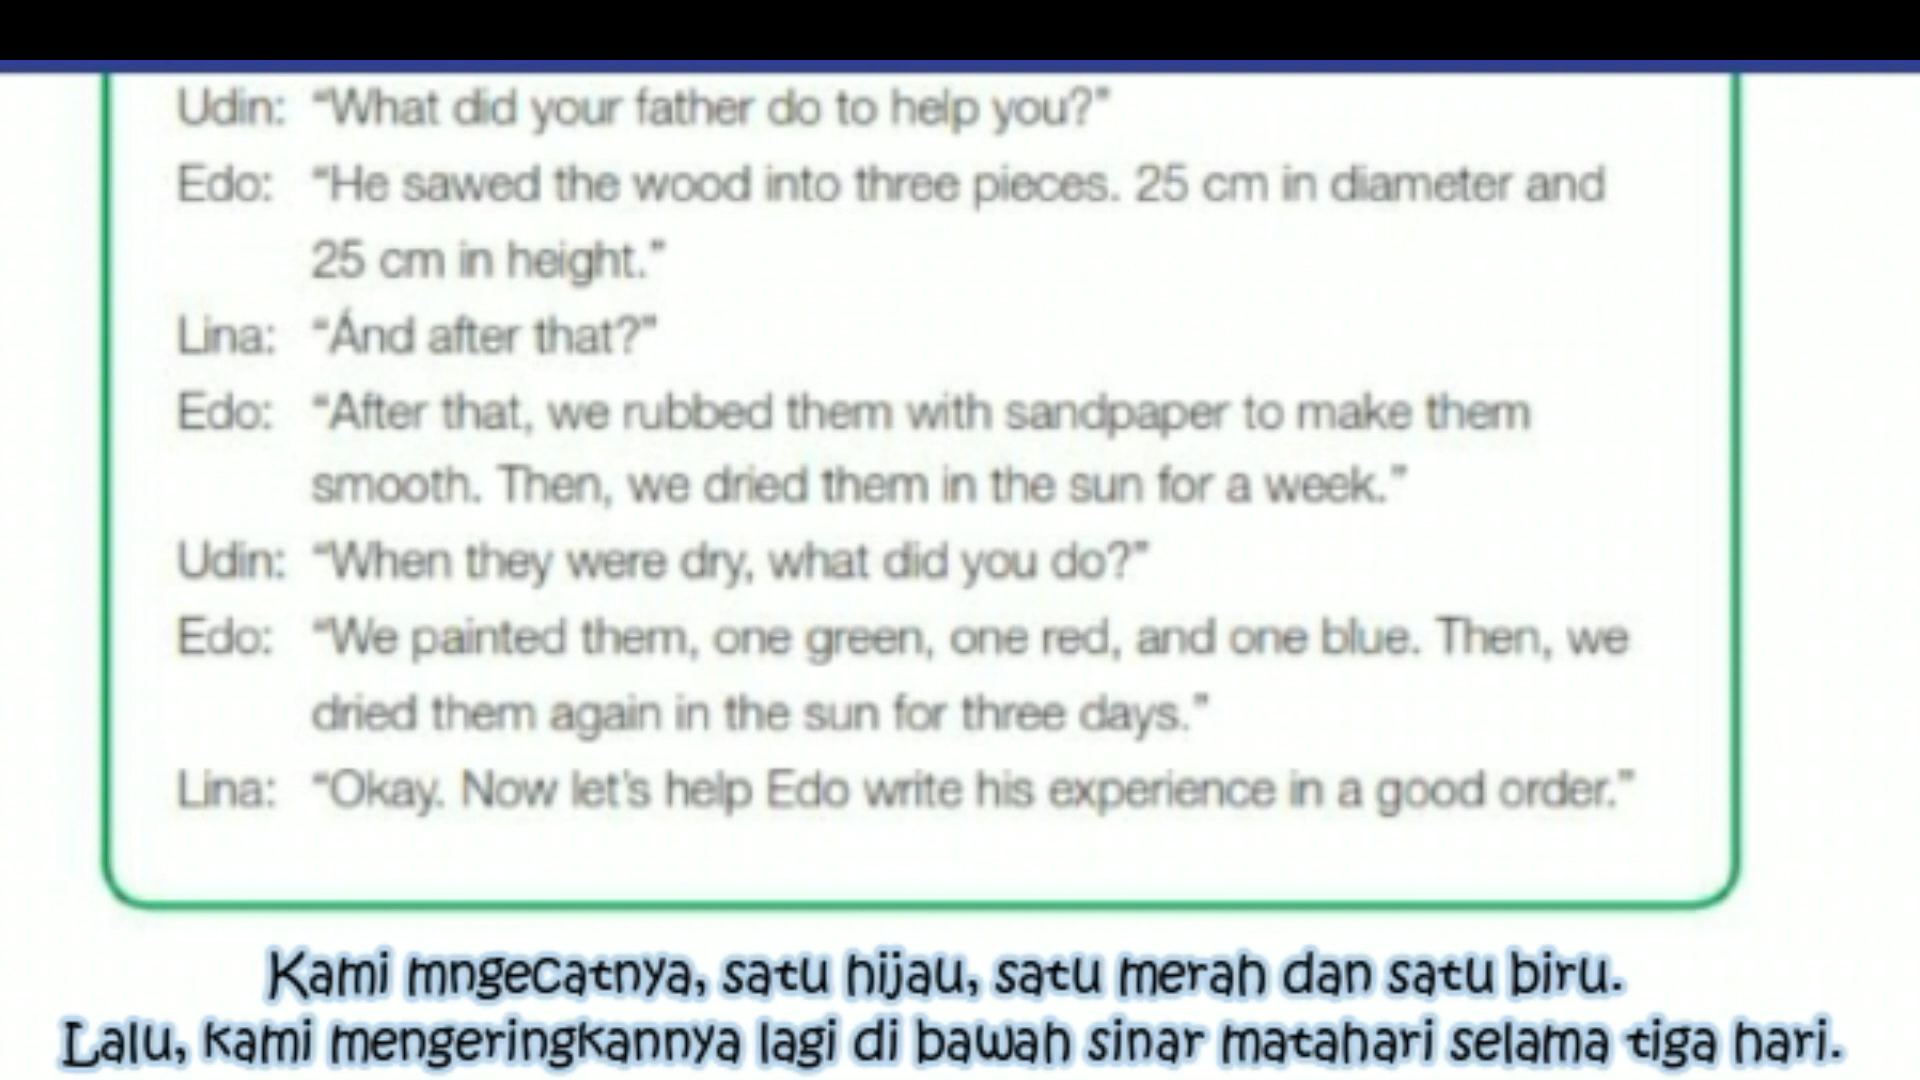 Udin: “What did your father do to help you?”
Edo: “He sawed the wood into three pieces. 25 cm in diameter and
25 cm in height.”
Lina: “Ánd after that?”
Edo: “After that, we rubbed them with sandpaper to make them
smooth. Then, we dried them in the sun for a week.”
Udin: “When they were dry, what did you do?”
Edo: “We painted them, one green, one red, and one blue. Then, we
dried them again in the sun for three days.”
Lina: “Okay. Now let’s help Edo write his experience in a good order.”
Kami mngecatnya, satu hijau, satu merah dan satu biru.
Lalu, kami mengeringkannya lagi di bawah sinar matahari selama tiga hari.